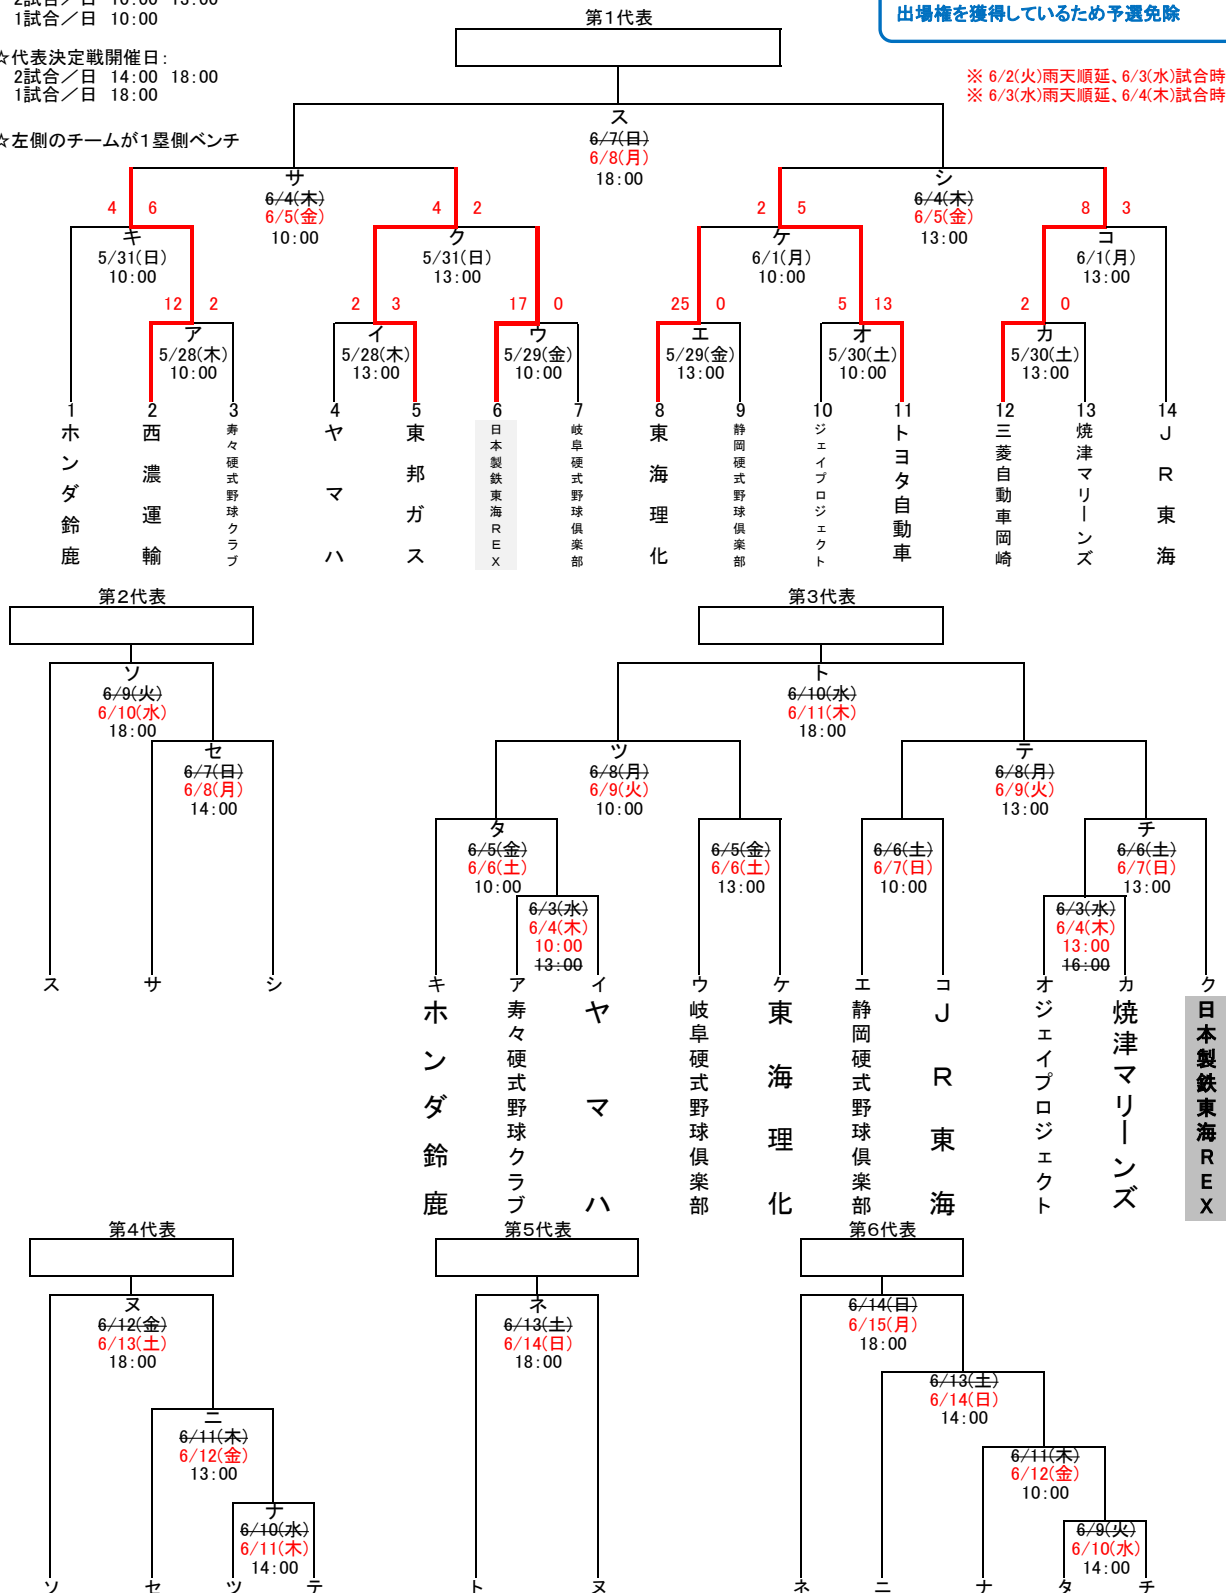 2試合／日 10:00 13:00
1試合／日 10:00
☆代表決定戦開催日：
2試合／日 14:00 18:00
1試合／日 18:00
☆左側のチームが１塁側ベンチ
出場権を獲得しているため予選免除
※ 6/2(火)雨天順延、6/3(水)試合時
※ 6/3(水)雨天順延、6/4(木)試合時
第１代表
ス
6/7(日)
6/8(月)
18:00
サ
6/4(木)
6/5(金)
10:00
シ
6/4(木)
6/5(金)
13:00
4 6
4 2
2 5
8 3
キ
5/31(日)
10:00
ク
5/31(日)
13:00
ケ
6/1(月)
10:00
コ
6/1(月)
13:00
12 2
2 3
17 0
25 0
5 13
2 0
ア
5/28(木)
10:00
イ
5/28(木)
13:00
ウ
5/29(金)
10:00
エ
5/29(金)
13:00
オ
5/30(土)
10:00
カ
5/30(土)
13:00
1
ホンダ鈴鹿
2
西濃運輸
3
寿々硬式野球クラブ
4
ヤマハ
5
東邦ガス
6
日本製鉄東海ＲＥＸ
7
岐阜硬式野球倶楽部
8
東海理化
9
静岡硬式野球倶楽部
10
ジェイプロジェクト
11
トヨタ自動車
12
三菱自動車岡崎
13
焼津マリーンズ
14
ＪＲ東海
第２代表
ソ
6/9(火)
6/10(水)
18:00
セ
6/7(日)
6/8(月)
14:00
ス サ シ
第３代表
ト
6/10(水)
6/11(木)
18:00
ツ
6/8(月)
6/9(火)
10:00
テ
6/8(月)
6/9(火)
13:00
タ
6/5(金)
6/6(土)
10:00
6/5(金)
6/6(土)
13:00
6/6(土)
6/7(日)
10:00
チ
6/6(土)
6/7(日)
13:00
6/3(水)
6/4(木)
10:00
13:00
6/3(水)
6/4(木)
13:00
16:00
キ
ホンダ鈴鹿
ア
寿々硬式野球クラブ
イ
ヤマハ
ウ
岐阜硬式野球倶楽部
ケ
東海理化
エ
静岡硬式野球倶楽部
コ
ＪＲ東海
オ
ジェイプロジェクト
カ
焼津マリーンズ
ク
日本製鉄東海ＲＥＸ
第４代表
ヌ
6/12(金)
6/13(土)
18:00
ニ
6/11(木)
6/12(金)
13:00
ナ
6/10(水)
6/11(木)
14:00
ソ セ ツ テ
第５代表
ネ
6/13(土)
6/14(日)
18:00
ト ヌ
第６代表
6/14(日)
6/15(月)
18:00
6/13(土)
6/14(日)
14:00
6/11(木)
6/12(金)
10:00
6/9(火)
6/10(水)
14:00
ネ ニ ナ タ チ